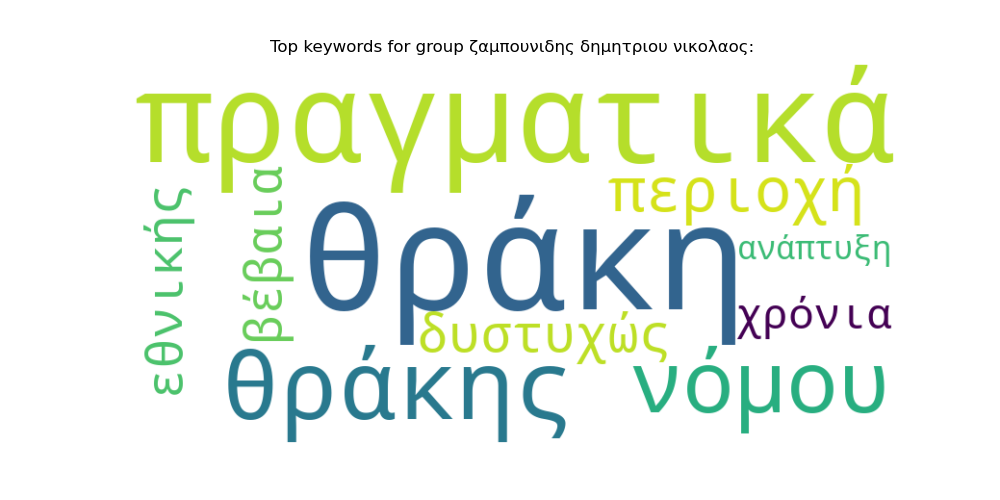 Top keywords for group ζαμπουνιδης δημητριου νικολαος:
πραγματικά
εθνικής
βέβαια
θράκη
περιοχή
ανάπτυξη
χρόνια
δυστυχώς
θράκης
νόμου